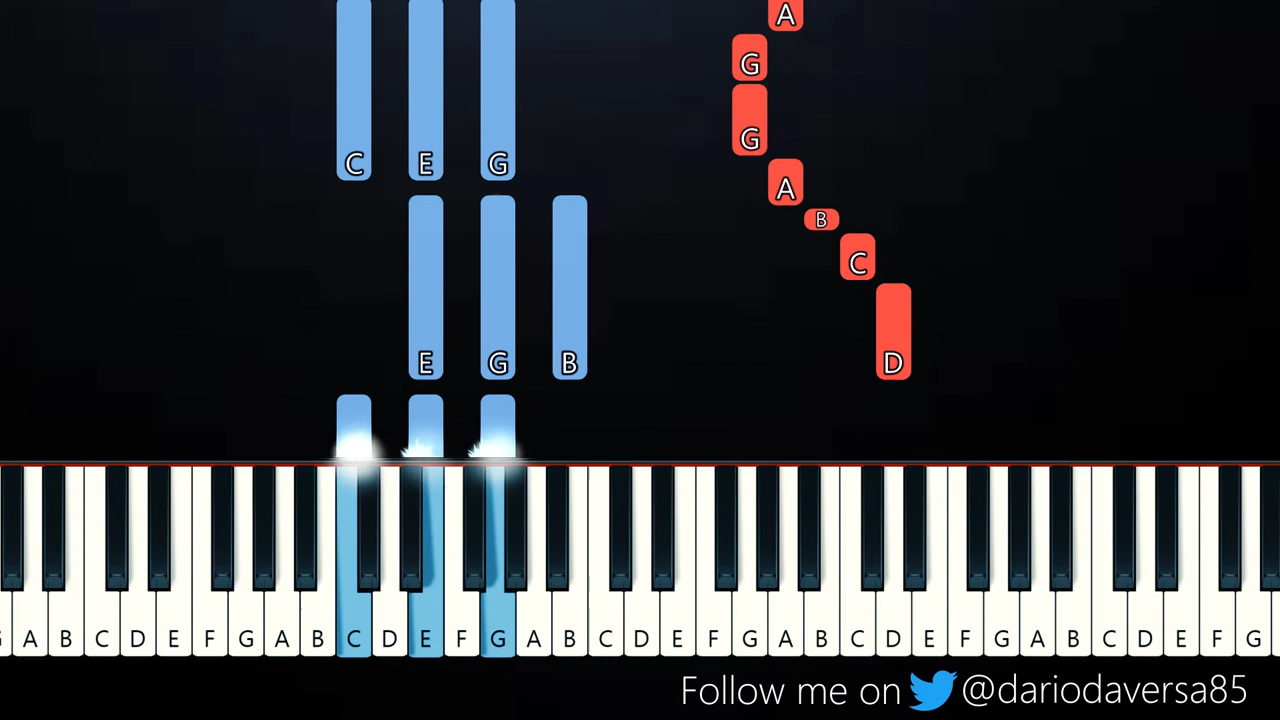 A
G
G
C E G
A
B
C
E G B D
A B C D E F G A B C D E F G A B C D E F G A B C D E F G A B C D E F G
Follow me on @dariodaversa85